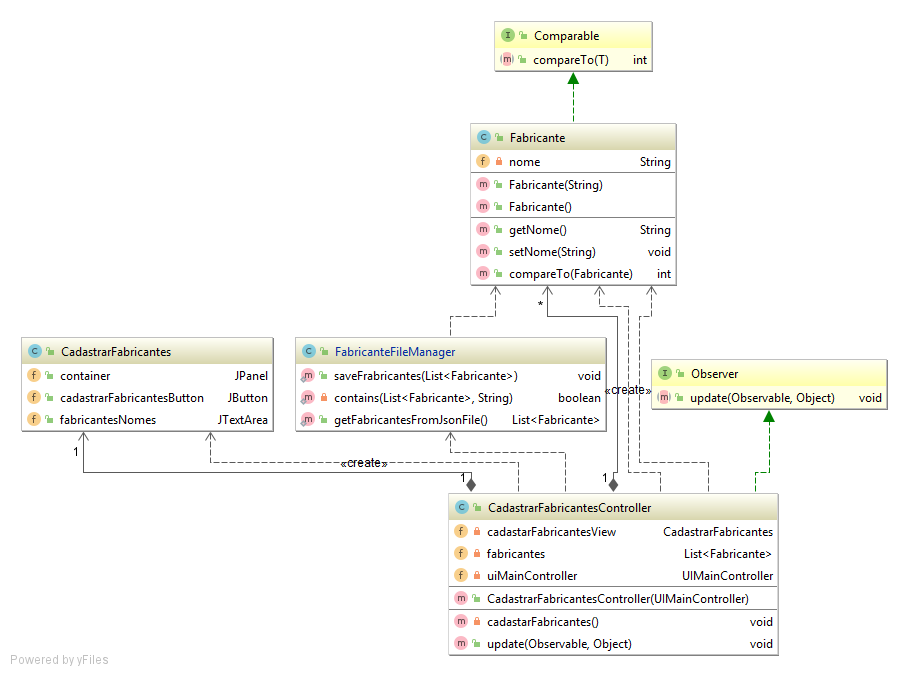 Comparable
compareTo(T) int
Fabricante
nome String
Fabricante(String)
Fabricante()
getNome() String
setNome(String) void
compareTo(Fabricante) int
*
CadastrarFabricantes
container JPanel
cadastrarFabricantesButton JButton
fabricantesNomes JTextArea
FabricanteFileManager
saveFrabricantes(List<Fabricante>) void
contains(List<Fabricante>, String) boolean
getFabricantesFromJsonFile() List<Fabricante>
«create»
Observer
update(Observable, Object) void
1
«create»
1
1
CadastrarFabricantesController
cadastarFabricantesView CadastrarFabricantes
fabricantes List<Fabricante>
uiMainController UIMainController
CadastrarFabricantesController(UIMainController)
cadastarFabricantes() void
update(Observable, Object) void
Powered by yFiles